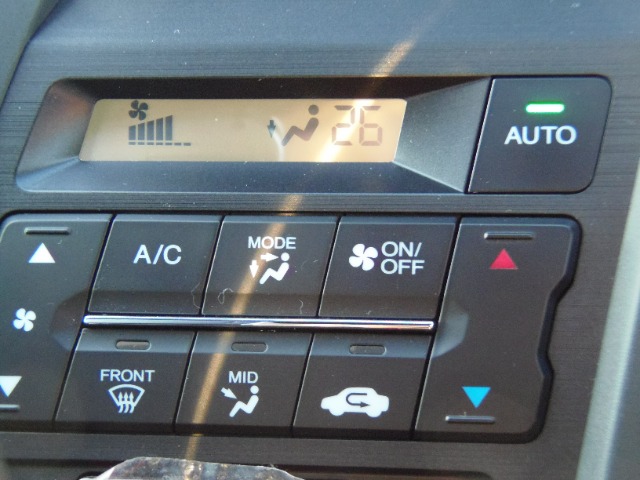 26
AUTO
A/C
MODE
ON/
OFF
FRONT
MID